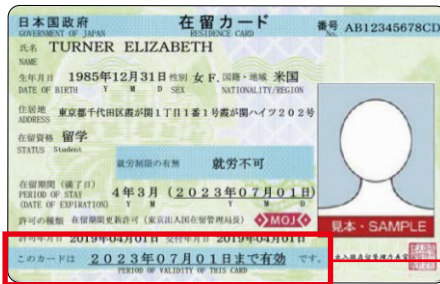 日本国政府 在留カード 番号 AB12345678CD
GOVERNMENT OF JAPAN RESIDENCE CARD No.
氏名 TURNER ELIZABETH
NAME
生年月日 1985年12月31日 性別 女 F. 国籍・地域 米国
DATE OF BIRTH Y M D SEX NATIONALITY/REGION
住居地 東京都千代田区霞が関1丁目1番1号霞が関ハイツ202号
ADDRESS
在留資格 留学
STATUS Student
就労制限の有無 就労不可
在留期間(満了日) 4年3月(2023年07月01日)
PERIOD OF STAY
(DATE OF EXPIRATION) Y M Y M D
許可の種類 在留期間更新許可(東京出入国在留管理局長) MOJ
見本・SAMPLE
許可年月日 2019年04月01日 交付年月日 2019年04月01日
このカードは 2023年07月01日まで有効 です。
PERIOD OF VALIDITY OF THIS CARD